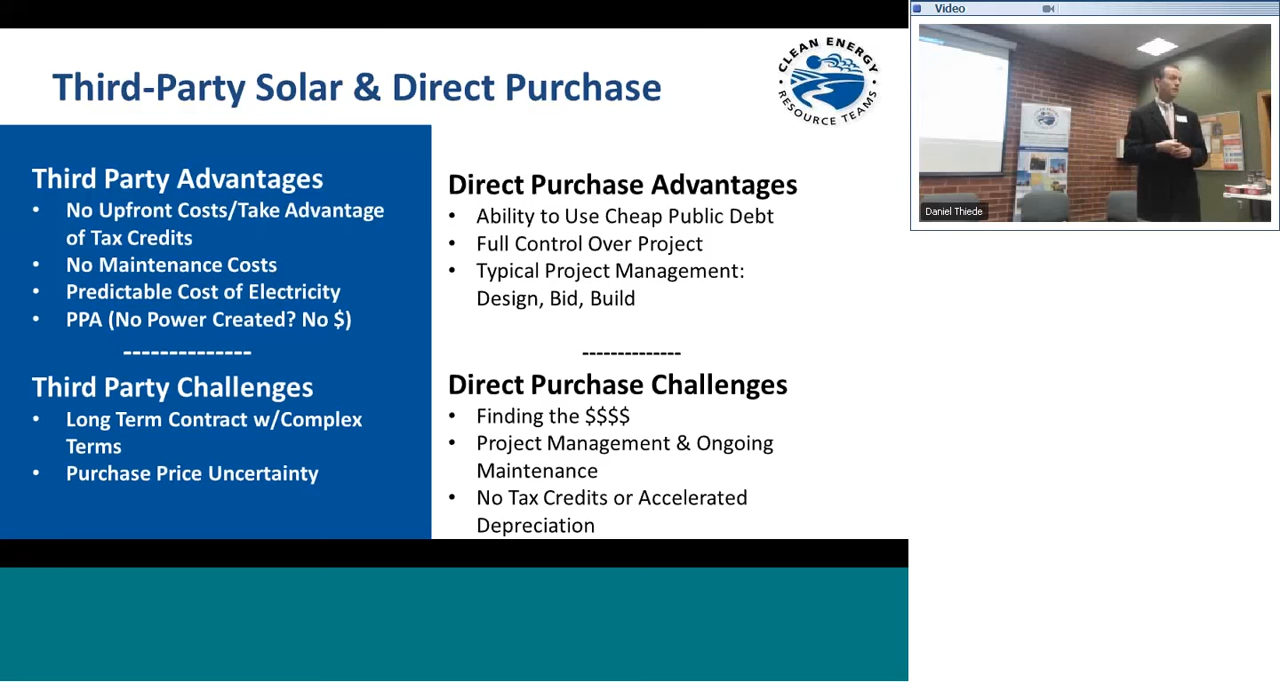 Third-Party Solar & Direct Purchase
CLEAN ENERGY
RESOURCE TEAMS
Third Party Advantages
• No Upfront Costs/Take Advantage
of Tax Credits
• No Maintenance Costs
• Predictable Cost of Electricity
• PPA (No Power Created? No $)
--------------
Third Party Challenges
• Long Term Contract w/Complex
Terms
• Purchase Price Uncertainty
Direct Purchase Advantages
• Ability to Use Cheap Public Debt
• Full Control Over Project
• Typical Project Management:
Design, Bid, Build
--------------
Direct Purchase Challenges
• Finding the $$$$
• Project Management & Ongoing
Maintenance
• No Tax Credits or Accelerated
Depreciation
Video
Daniel Thiede